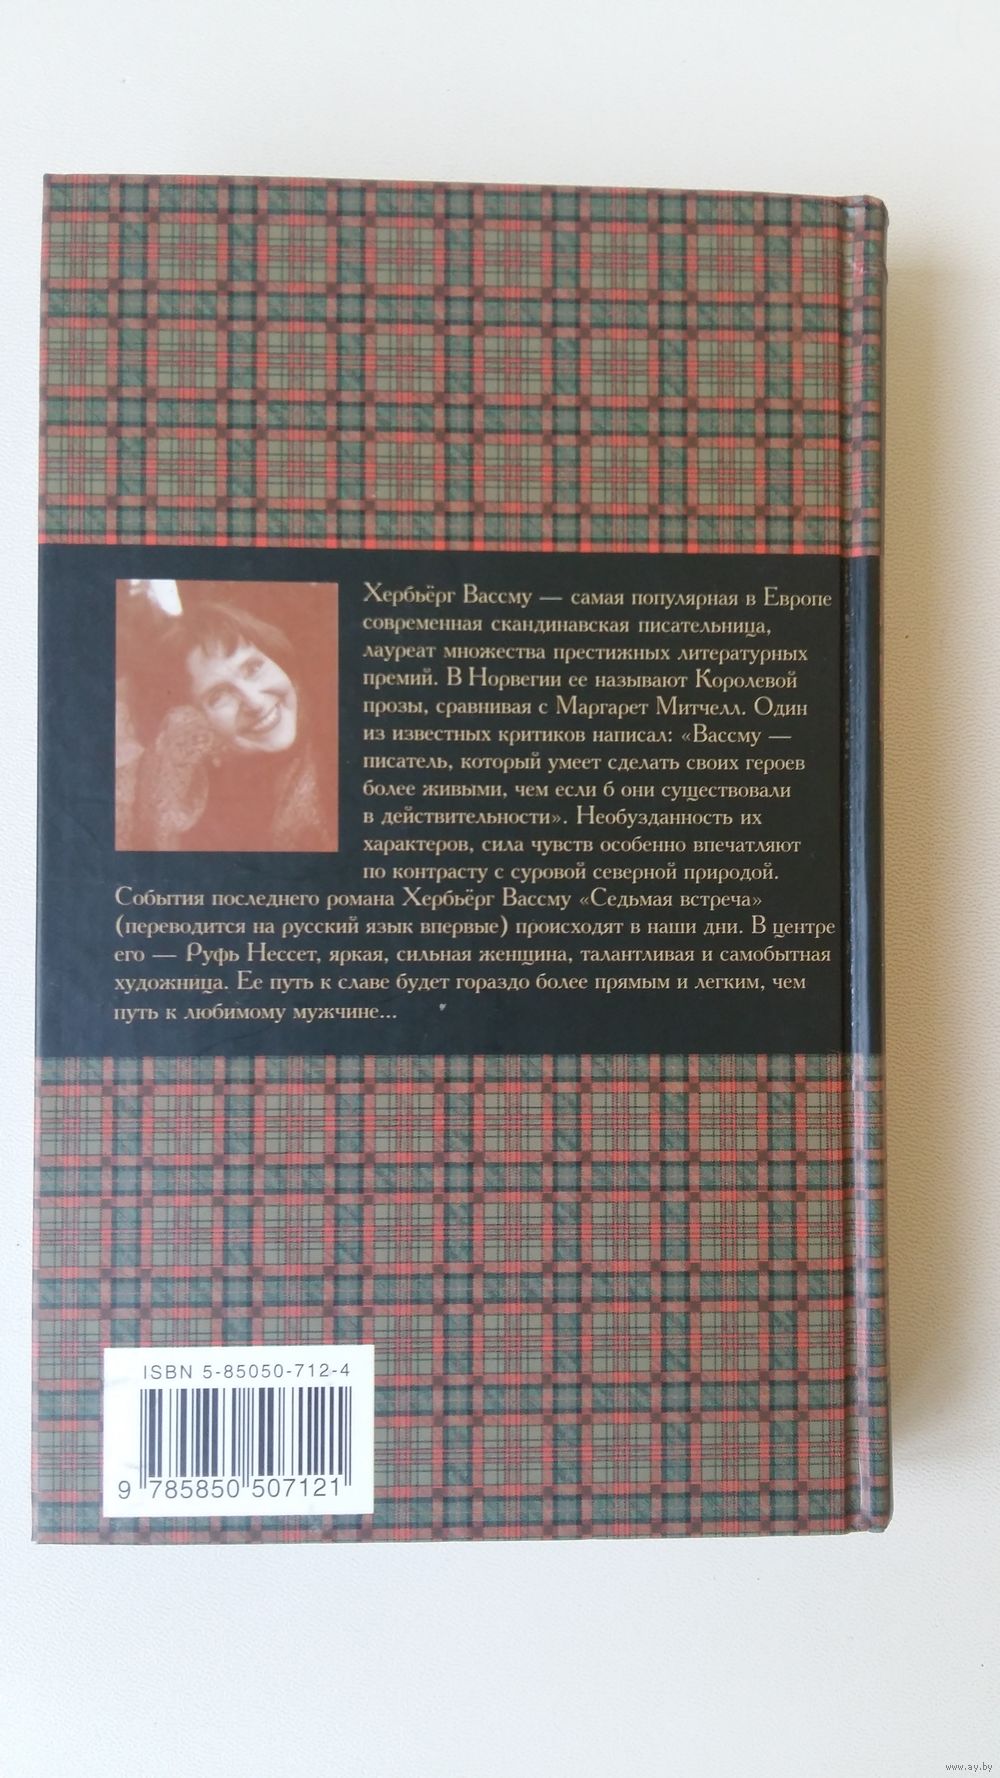 Хербьёрг Вассму — самая популярная в Европе
современная скандинавская писательница,
лауреат множества престижных литературных
премий. В Норвегии ее называют Королевой
прозы, сравнивая с Маргарет Митчелл. Один
из известных критиков написал: «Вассму —
писатель, который умеет сделать своих героев
более живыми, чем если б они существовали
в действительности». Необузданность их
характеров, сила чувств особенно впечатляют
по контрасту с суровой северной природой.
События последнего романа Хербьёрг Вассму «Седьмая встреча»
(переводится на русский язык впервые) происходят в наши дни. В центре
его — Руфь Нессет, яркая, сильная женщина, талантливая и самобытная
художница. Ее путь к славе будет гораздо более прямым и легким, чем
путь к любимому мужчине...
ISBN 5-85050-712-4
9 785850 507121
www.ay.by